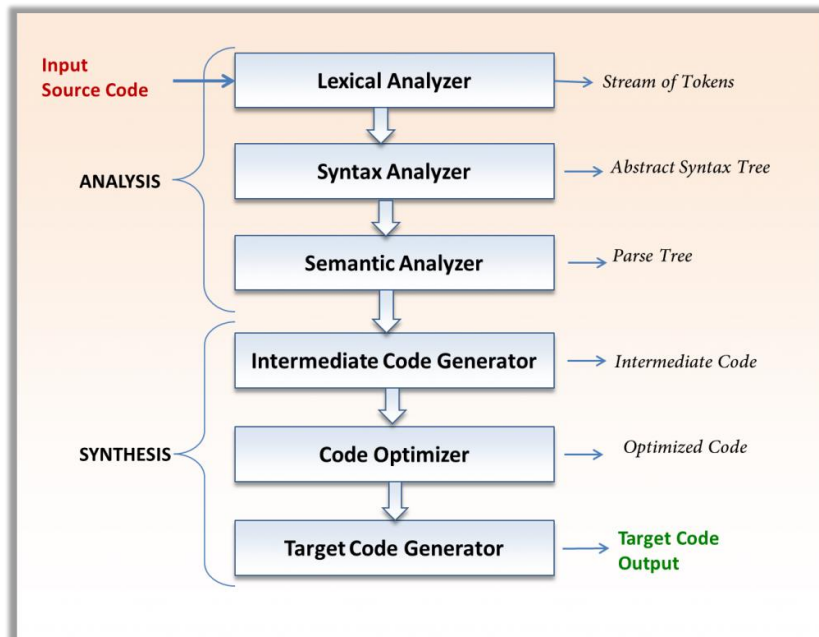 Input
Source Code
Lexical Analyzer
Stream of Tokens
Syntax Analyzer
Abstract Syntax Tree
ANALYSIS
Semantic Analyzer
Parse Tree
Intermediate Code Generator
Intermediate Code
SYNTHESIS
Code Optimizer
Optimized Code
Target Code Generator
Target Code
Output